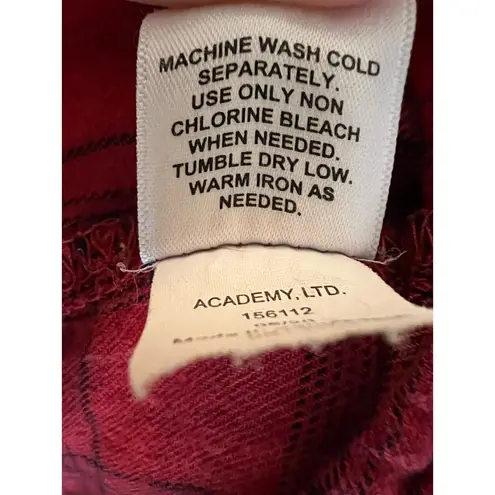 MACHINE WASH COLD
SEPARATELY.
USE ONLY NON
CHLORINE BLEACH
WHEN NEEDED.
TUMBLE DRY LOW.
WARM IRON AS
NEEDED.
ACADEMY, LTD.
156112
Made